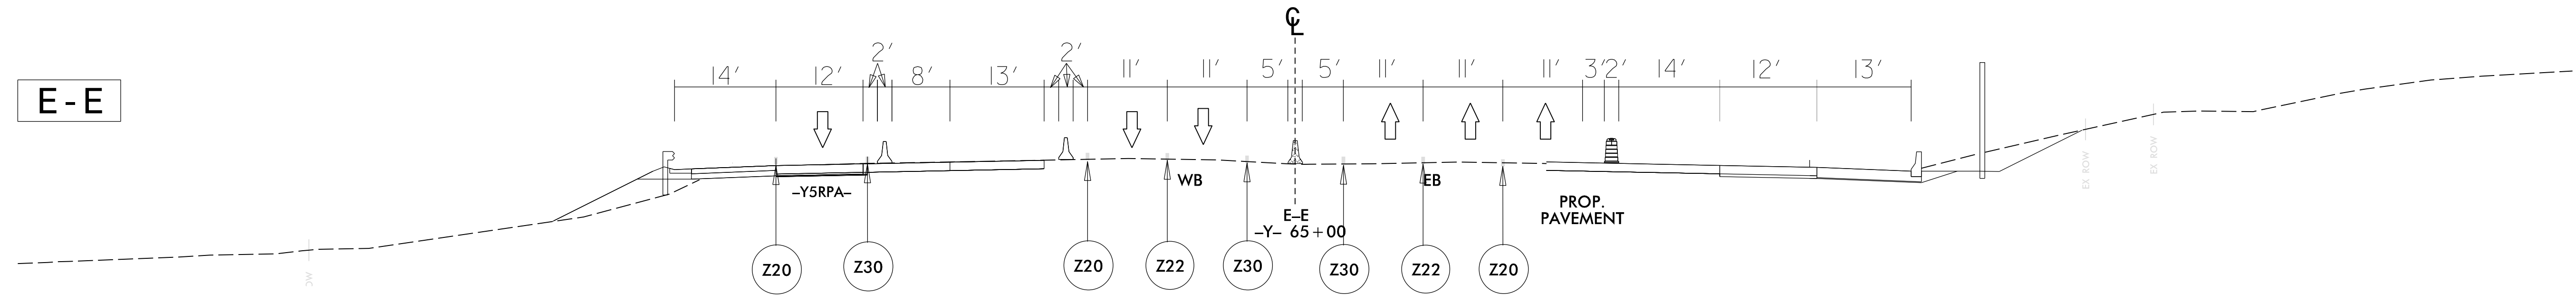 ℄
E-E
14′ 12′ 2′ 8′ 13′ 2′ 11′ 11′ 5′ 5′ 11′ 11′ 11′ 3′ 2′ 14′ 12′ 13′
–Y5RPA–
WB
EB
PROP.
PAVEMENT
E–E
–Y– 65+00
EX ROW
EX ROW
Z20 Z30 Z20 Z22 Z30 Z30 Z22 Z20